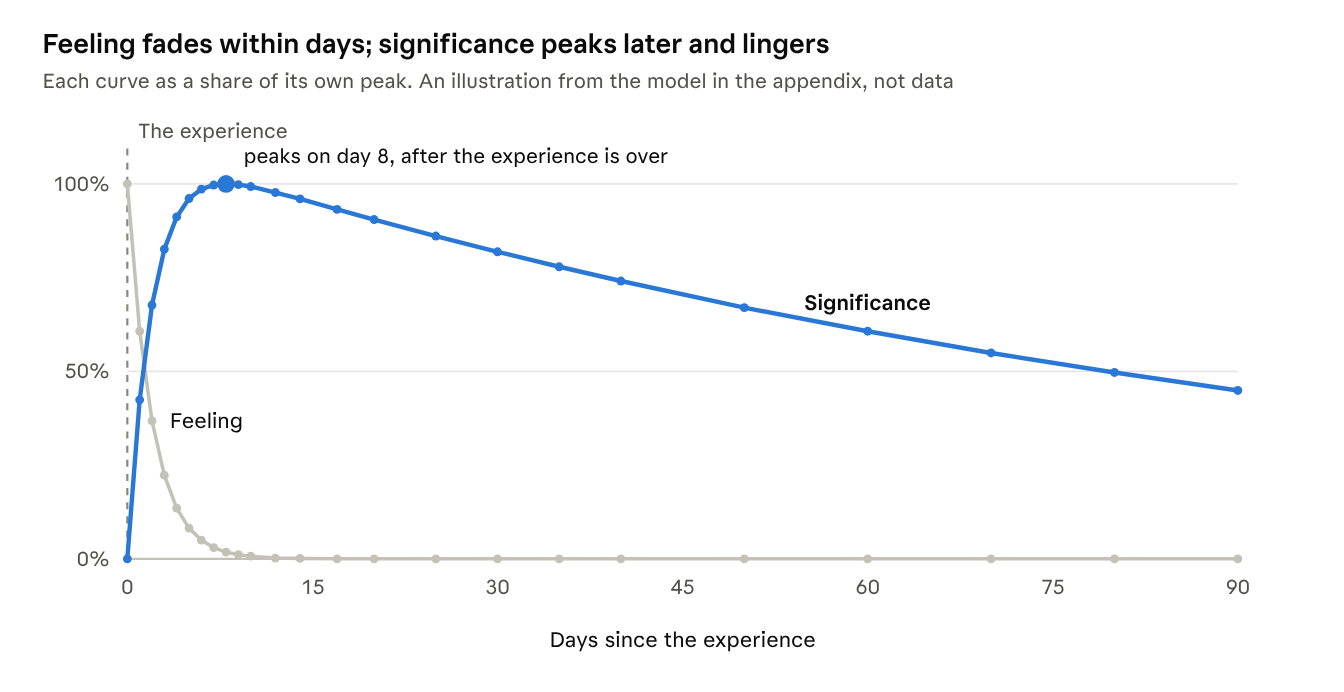 Feeling fades within days; significance peaks later and lingers
Each curve as a share of its own peak. An illustration from the model in the appendix, not data
The experience
peaks on day 8, after the experience is over
100%
Significance
50%
Feeling
0%
0 15 30 45 60 75 90
Days since the experience